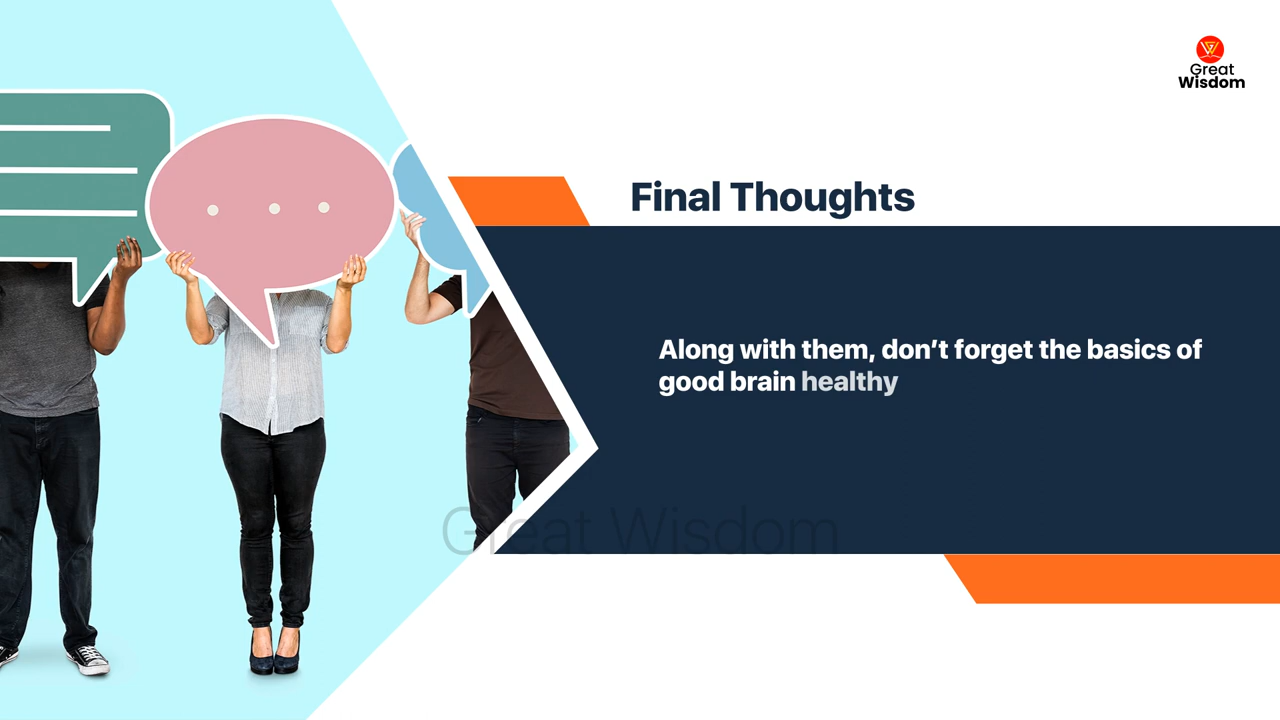 Great
Wisdom
Final Thoughts
Along with them, don’t forget the basics of
good brain healthy
Great Wisdom